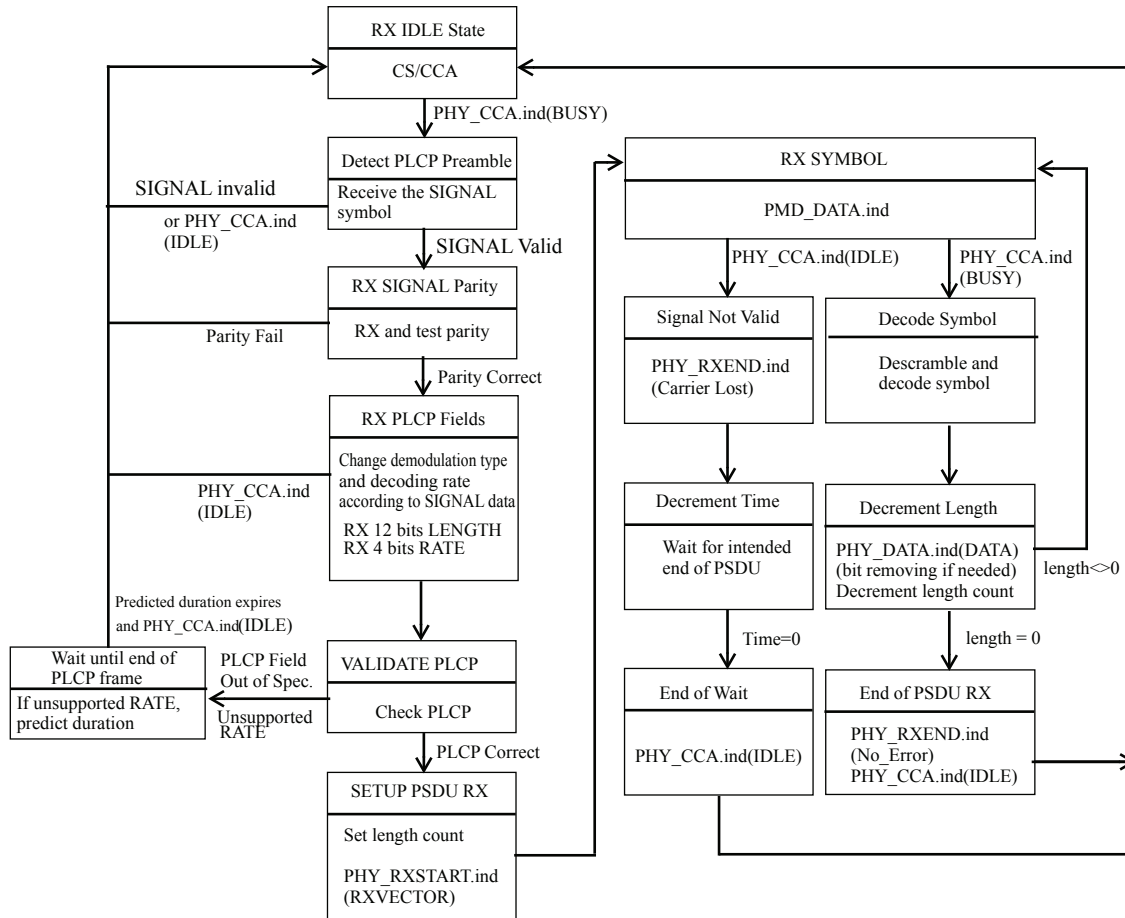 RX IDLE State
CS/CCA
PHY_CCA.ind(BUSY)
Detect PLCP Preamble
Receive the SIGNAL
symbol
SIGNAL invalid
or PHY_CCA.ind
(IDLE)
SIGNAL Valid
RX SIGNAL Parity
RX and test parity
Parity Fail
Parity Correct
RX PLCP Fields
Change demodulation type
and decoding rate
according to SIGNAL data
RX 12 bits LENGTH
RX 4 bits RATE
PHY_CCA.ind
(IDLE)
Predicted duration expires
and PHY_CCA.ind(IDLE)
Wait until end of
PLCP frame
If unsupported RATE,
predict duration
PLCP Field
Out of Spec.
Unsupported
RATE
VALIDATE PLCP
Check PLCP
PLCP Correct
SETUP PSDU RX
Set length count
PHY_RXSTART.ind
(RXVECTOR)
RX SYMBOL
PMD_DATA.ind
PHY_CCA.ind(IDLE)
PHY_CCA.ind
(BUSY)
Signal Not Valid
PHY_RXEND.ind
(Carrier Lost)
Decode Symbol
Descramble and
decode symbol
Decrement Time
Wait for intended
end of PSDU
Time=0
Decrement Length
PHY_DATA.ind(DATA)
(bit removing if needed)
Decrement length count
length<>0
length = 0
End of Wait
PHY_CCA.ind(IDLE)
End of PSDU RX
PHY_RXEND.ind
(No_Error)
PHY_CCA.ind(IDLE)